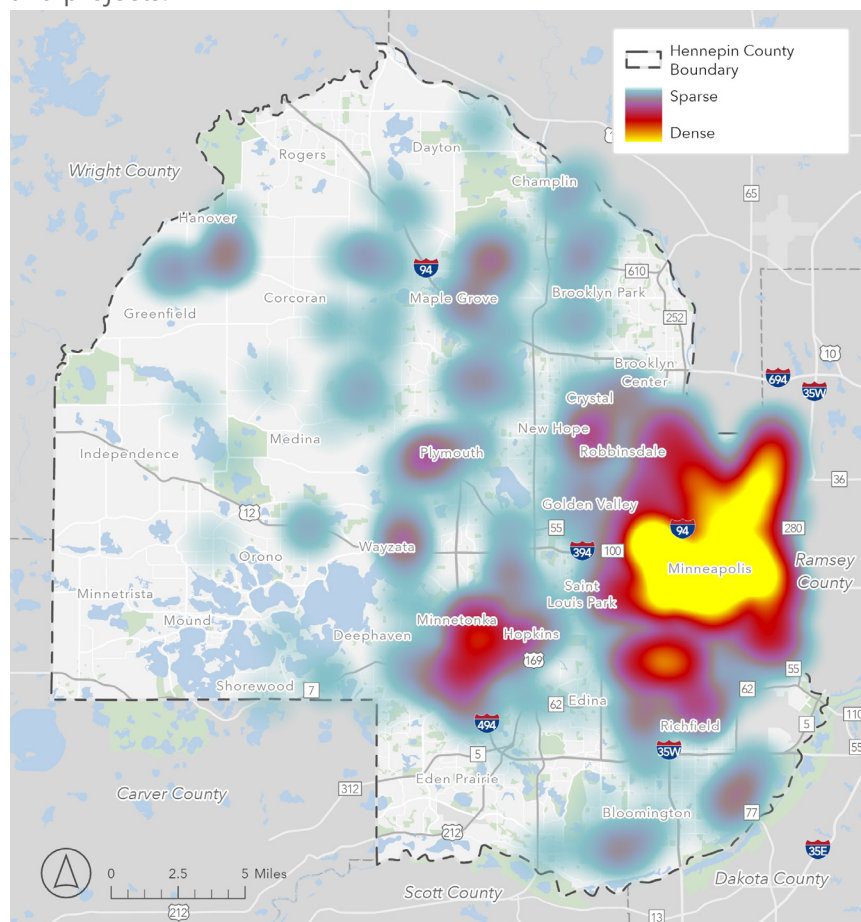 Hennepin County
Boundary
Sparse
Dense
Rogers
Dayton
Wright County
Champlin
65
Hanover
94
610
Greenfield
Corcoran
Maple Grove
Brooklyn Park
252
10
Brooklyn
Center
694
35W
Crystal
New Hope
Medina
Independence
Plymouth
Robbinsdale
36
Golden Valley
12
55
94
280
Orono
Wayzata
394
100
Minneapolis
Ramsey
County
Minnetrista
Saint
Louis Park
Mound
Minnetonka
Deephaven
Hopkins
169
55
Shorewood
7
62
Edina
62
110
494
Richfield
5
35W
55
5
Eden Prairie
Carver County
312
Bloomington
77
212
35E
0
2.5
5 Miles
Scott County
Dakota County
212
13